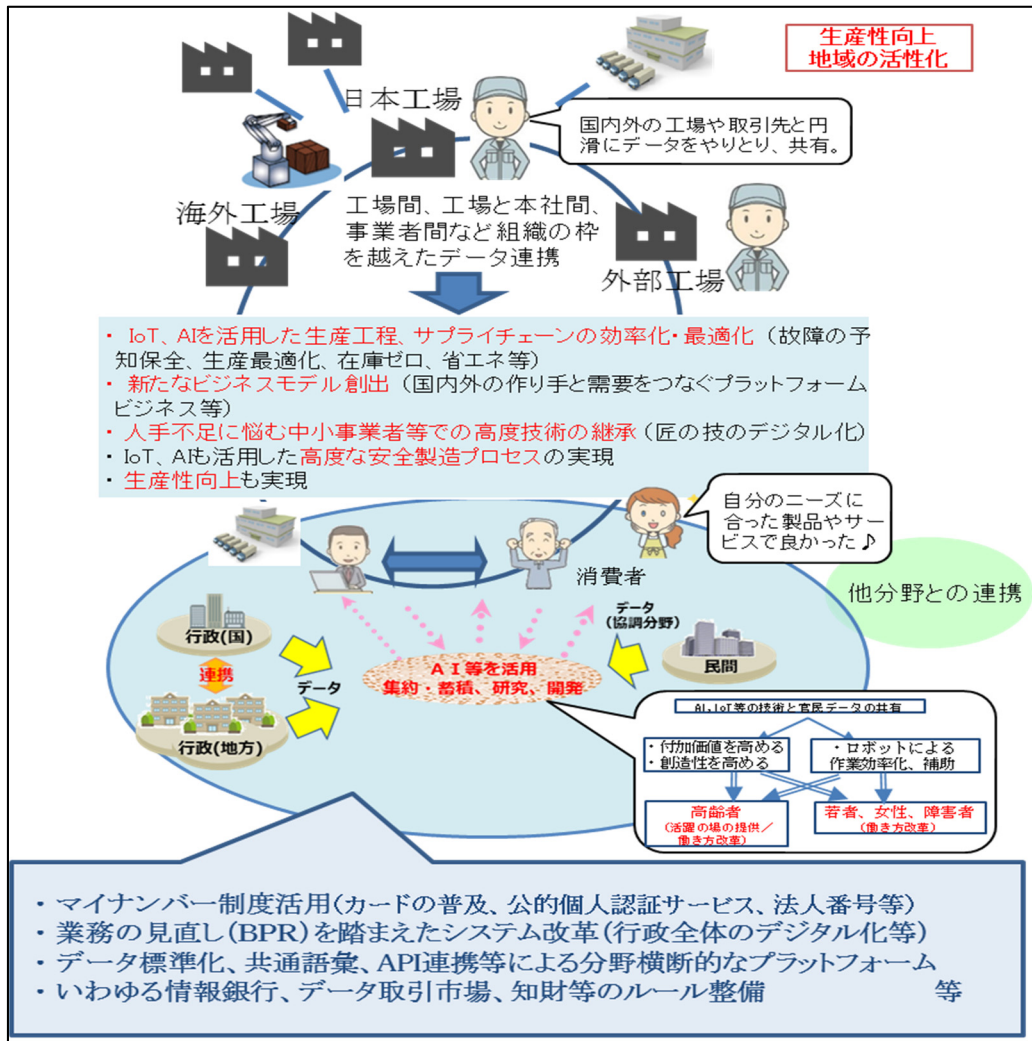 生産性向上
地域の活性化
日本工場
国内外の工場や取引先と円
滑にデータをやりとり、共有。
海外工場
工場間、工場と本社間、
事業者間など組織の枠
を越えたデータ連携
外部工場
・ IoT、AIを活用した生産工程、サプライチェーンの効率化・最適化（故障の予
知保全、生産最適化、在庫ゼロ、省エネ等）
・ 新たなビジネスモデル創出（国内外の作り手と需要をつなぐプラットフォーム
ビジネス等）
・ 人手不足に悩む中小事業者等での高度技術の継承（匠の技のデジタル化）
・ IoT、AIも活用した高度な安全製造プロセスの実現
・ 生産性向上も実現
自分のニーズに
合った製品やサー
ビスで良かった♪
消費者
他分野との連携
行政(国)
連携
行政(地方)
データ
データ
(協調分野)
民間
ＡＩ等を活用
集約・蓄積、研究、開発
AI、IoT等の技術と官民データの共有
・付加価値を高める
・創造性を高める
・ロボットによる
作業効率化、補助
高齢者
(活躍の場の提供／
働き方改革)
若者、女性、障害者
(働き方改革)
・マイナンバー制度活用(カードの普及、公的個人認証サービス、法人番号等)
・業務の見直し(BPR)を踏まえたシステム改革(行政全体のデジタル化等)
・データ標準化、共通語彙、API連携等による分野横断的なプラットフォーム
・いわゆる情報銀行、データ取引市場、知財等のルール整備 等